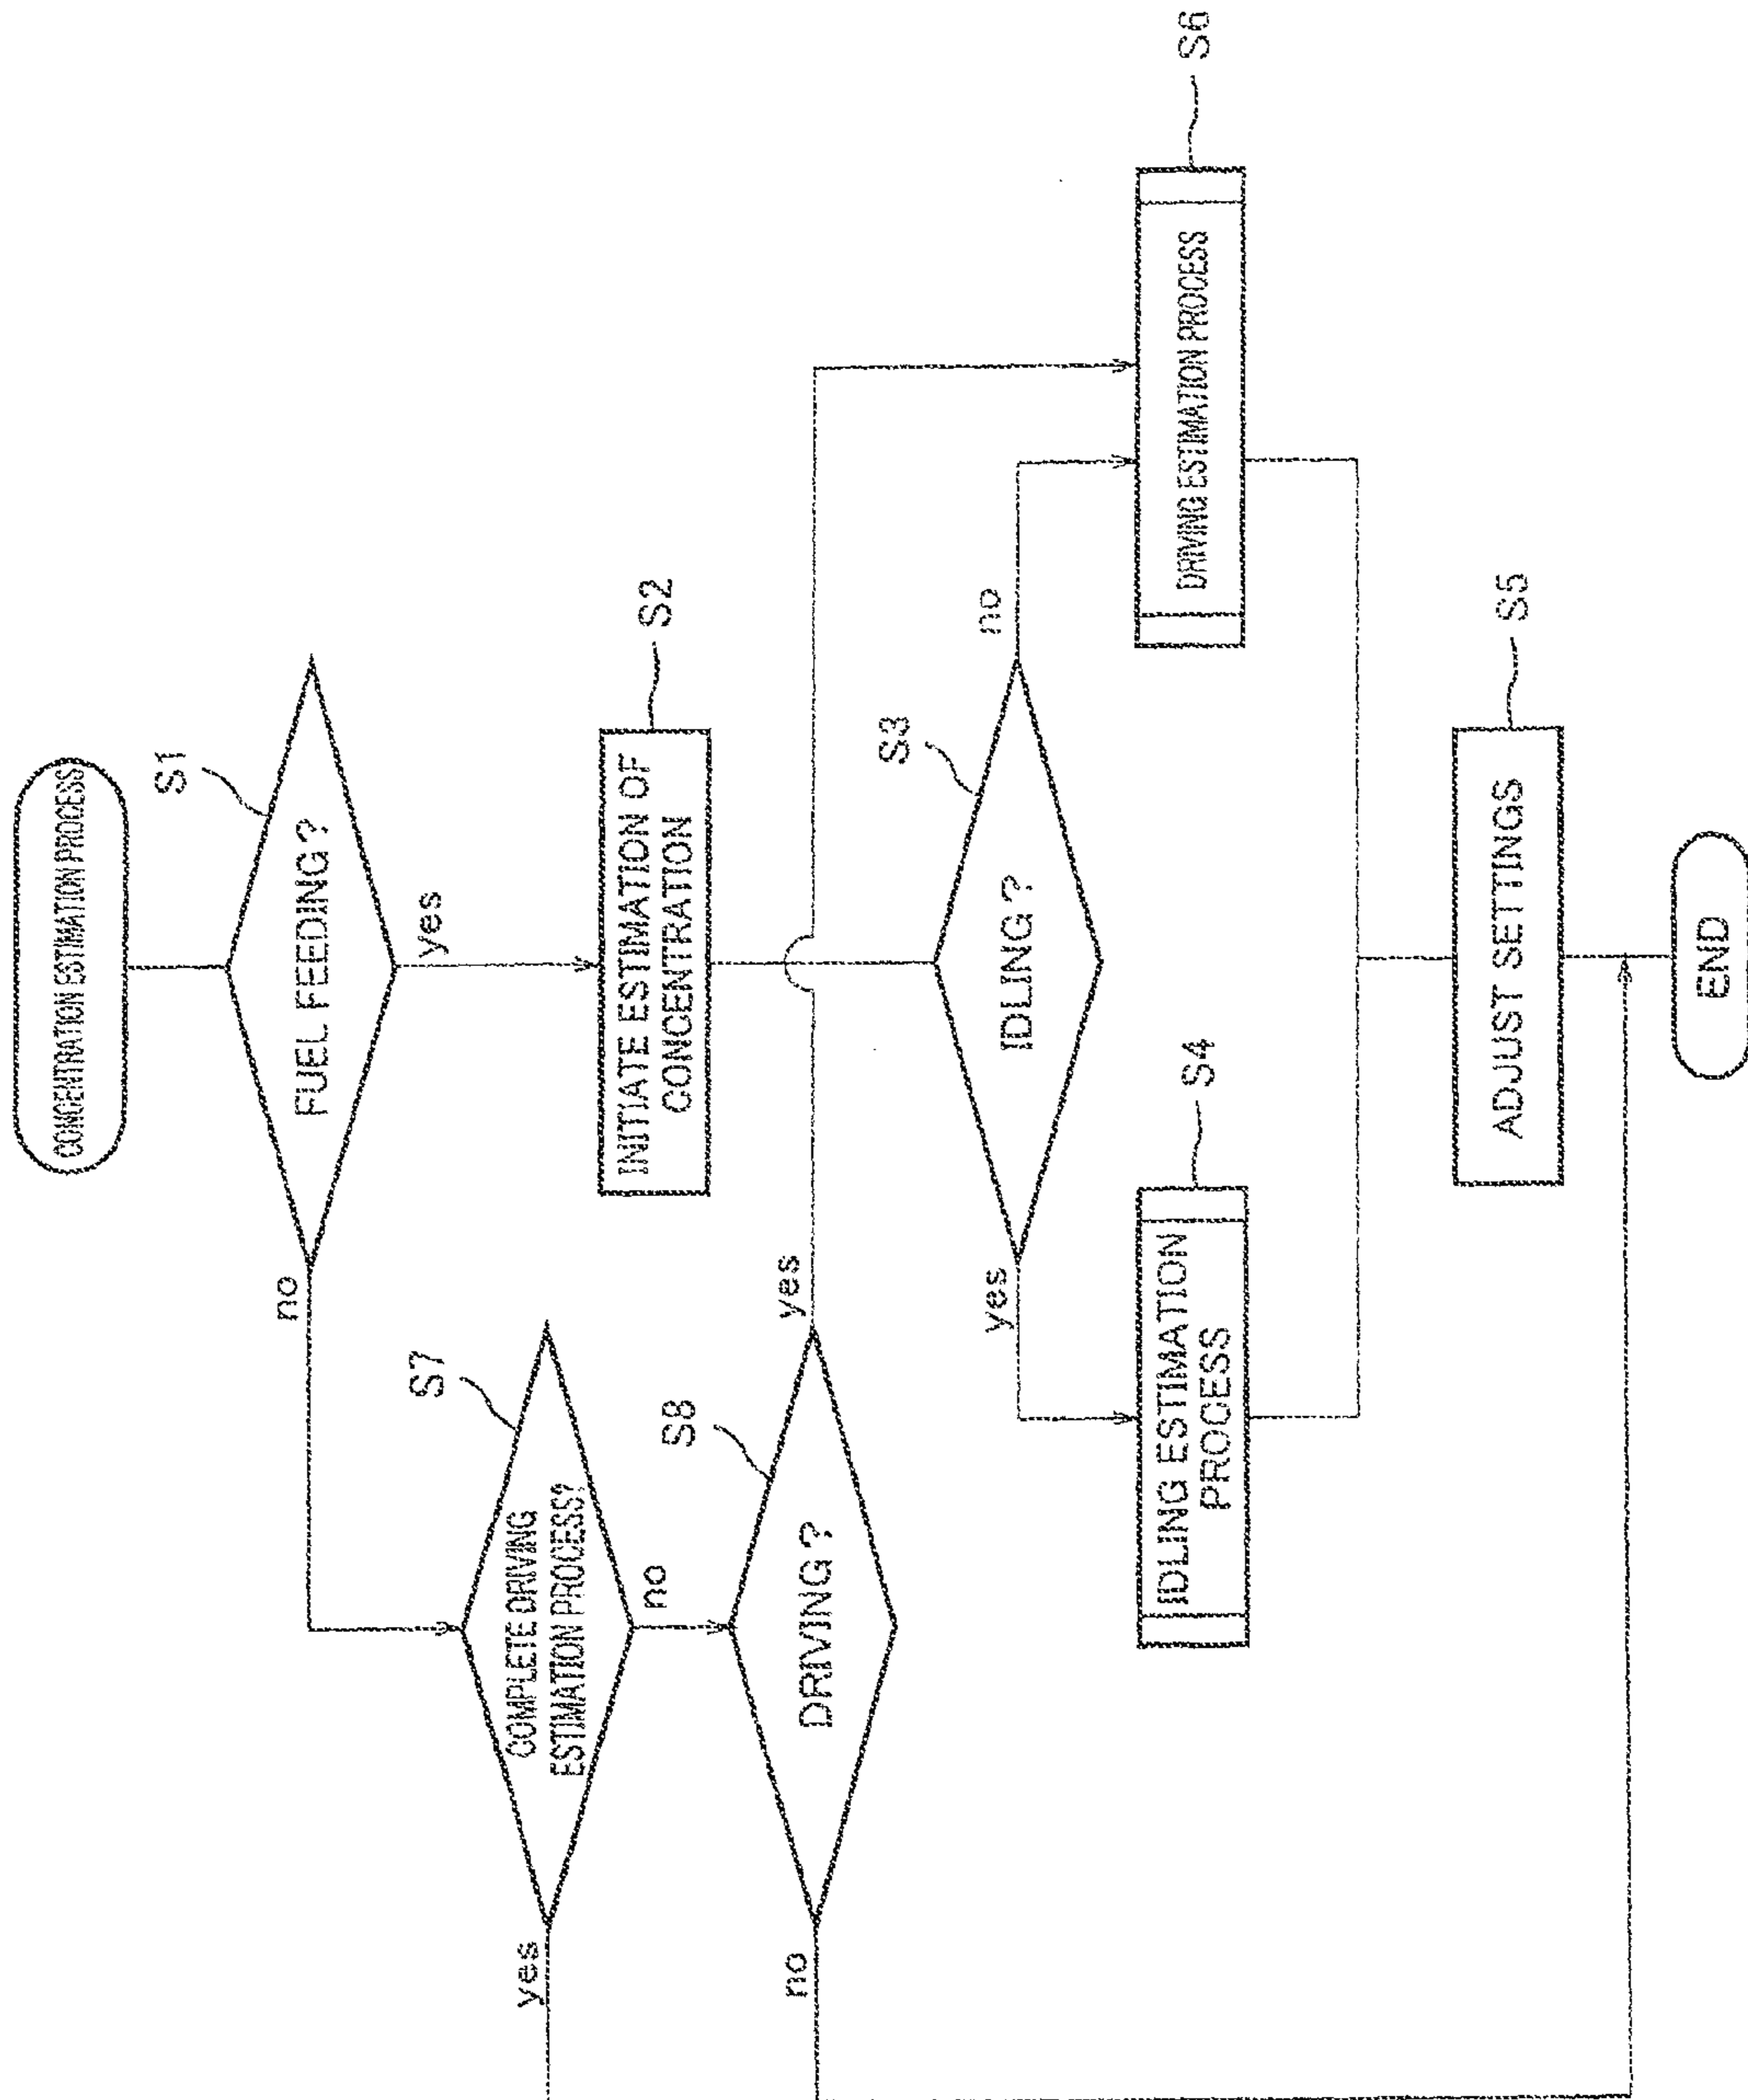 CONCENTRATION ESTIMATION PROCESS
S1
FUEL FEEDING?
no
yes
S7
COMPLETE DRIVING
ESTIMATION PROCESS?
yes
no
S2
INITIATE ESTIMATION OF
CONCENTRATION
S8
DRIVING?
no
yes
S3
IDLING?
yes
no
S4
IDLING ESTIMATION
PROCESS
S6
DRIVING ESTIMATION PROCESS
S5
ADJUST SETTINGS
END